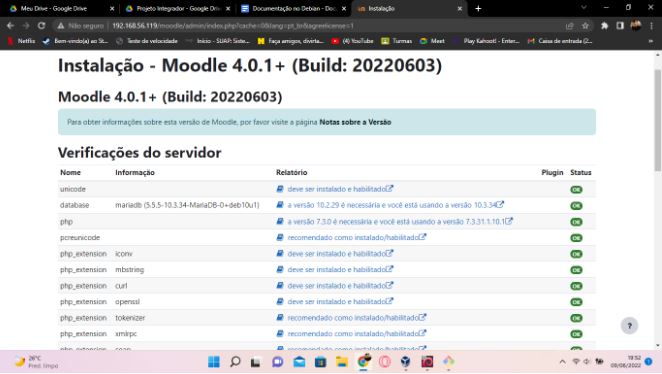 Meu Drive - Google Drive
Projeto Integrador - Google Driv
Documentação no Debian - Doc
Instalação
Não seguro | 192.168.56.119/moodle/admin/index.php?cache=0&lang=pt_br&agreelicense=1
Netflix
Bem-vindo(a) ao St...
Teste de velocidade
Início - SUAP: Siste...
Faça amigos, divirta...
(4) YouTube
Turmas
Meet
Play Kahoot! - Enter...
Caixa de entrada (2...
Instalação - Moodle 4.0.1+ (Build: 20220603)
Moodle 4.0.1+ (Build: 20220603)
Para obter informações sobre esta versão de Moodle, por favor visite a página Notas sobre a Versão
Verificações do servidor
Nome Informação Relatório Plugin Status
unicode deve ser instalado e habilitado OK
database mariadb (5.5.5-10.3.34-MariaDB-0+deb10u1) a versão 10.2.29 é necessária e você está usando a versão 10.3.34 OK
php a versão 7.3.0 é necessária e você está usando a versão 7.3.31.1.10.1 OK
pcreunicode recomendado como instalado/habilitado OK
php_extension iconv deve ser instalado e habilitado OK
php_extension mbstring deve ser instalado e habilitado OK
php_extension curl deve ser instalado e habilitado OK
php_extension openssl deve ser instalado e habilitado OK
php_extension tokenizer recomendado como instalado/habilitado OK
php_extension xmlrpc recomendado como instalado/habilitado OK
php_extension soap recomendado como instalado/habilitado OK
?
26°C
Pred. limpo
19:52
09/06/2022